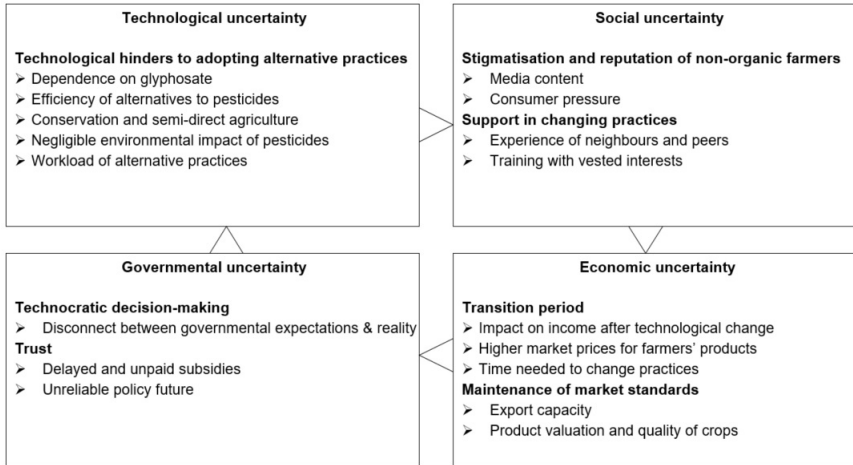 Technological uncertainty
Technological hinders to adopting alternative practices
➢ Dependence on glyphosate
➢ Efficiency of alternatives to pesticides
➢ Conservation and semi-direct agriculture
➢ Negligible environmental impact of pesticides
➢ Workload of alternative practices
Social uncertainty
Stigmatisation and reputation of non-organic farmers
➢ Media content
➢ Consumer pressure
Support in changing practices
➢ Experience of neighbours and peers
➢ Training with vested interests
Governmental uncertainty
Technocratic decision-making
➢ Disconnect between governmental expectations & reality
Trust
➢ Delayed and unpaid subsidies
➢ Unreliable policy future
Economic uncertainty
Transition period
➢ Impact on income after technological change
➢ Higher market prices for farmers’ products
➢ Time needed to change practices
Maintenance of market standards
➢ Export capacity
➢ Product valuation and quality of crops